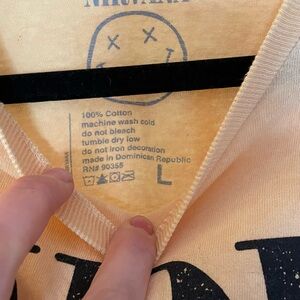 NIRVANA
100% Cotton
machine wash cold
do not bleach
tumble dry low
do not iron decoration
made in Dominican Republic
RN# 90355
L